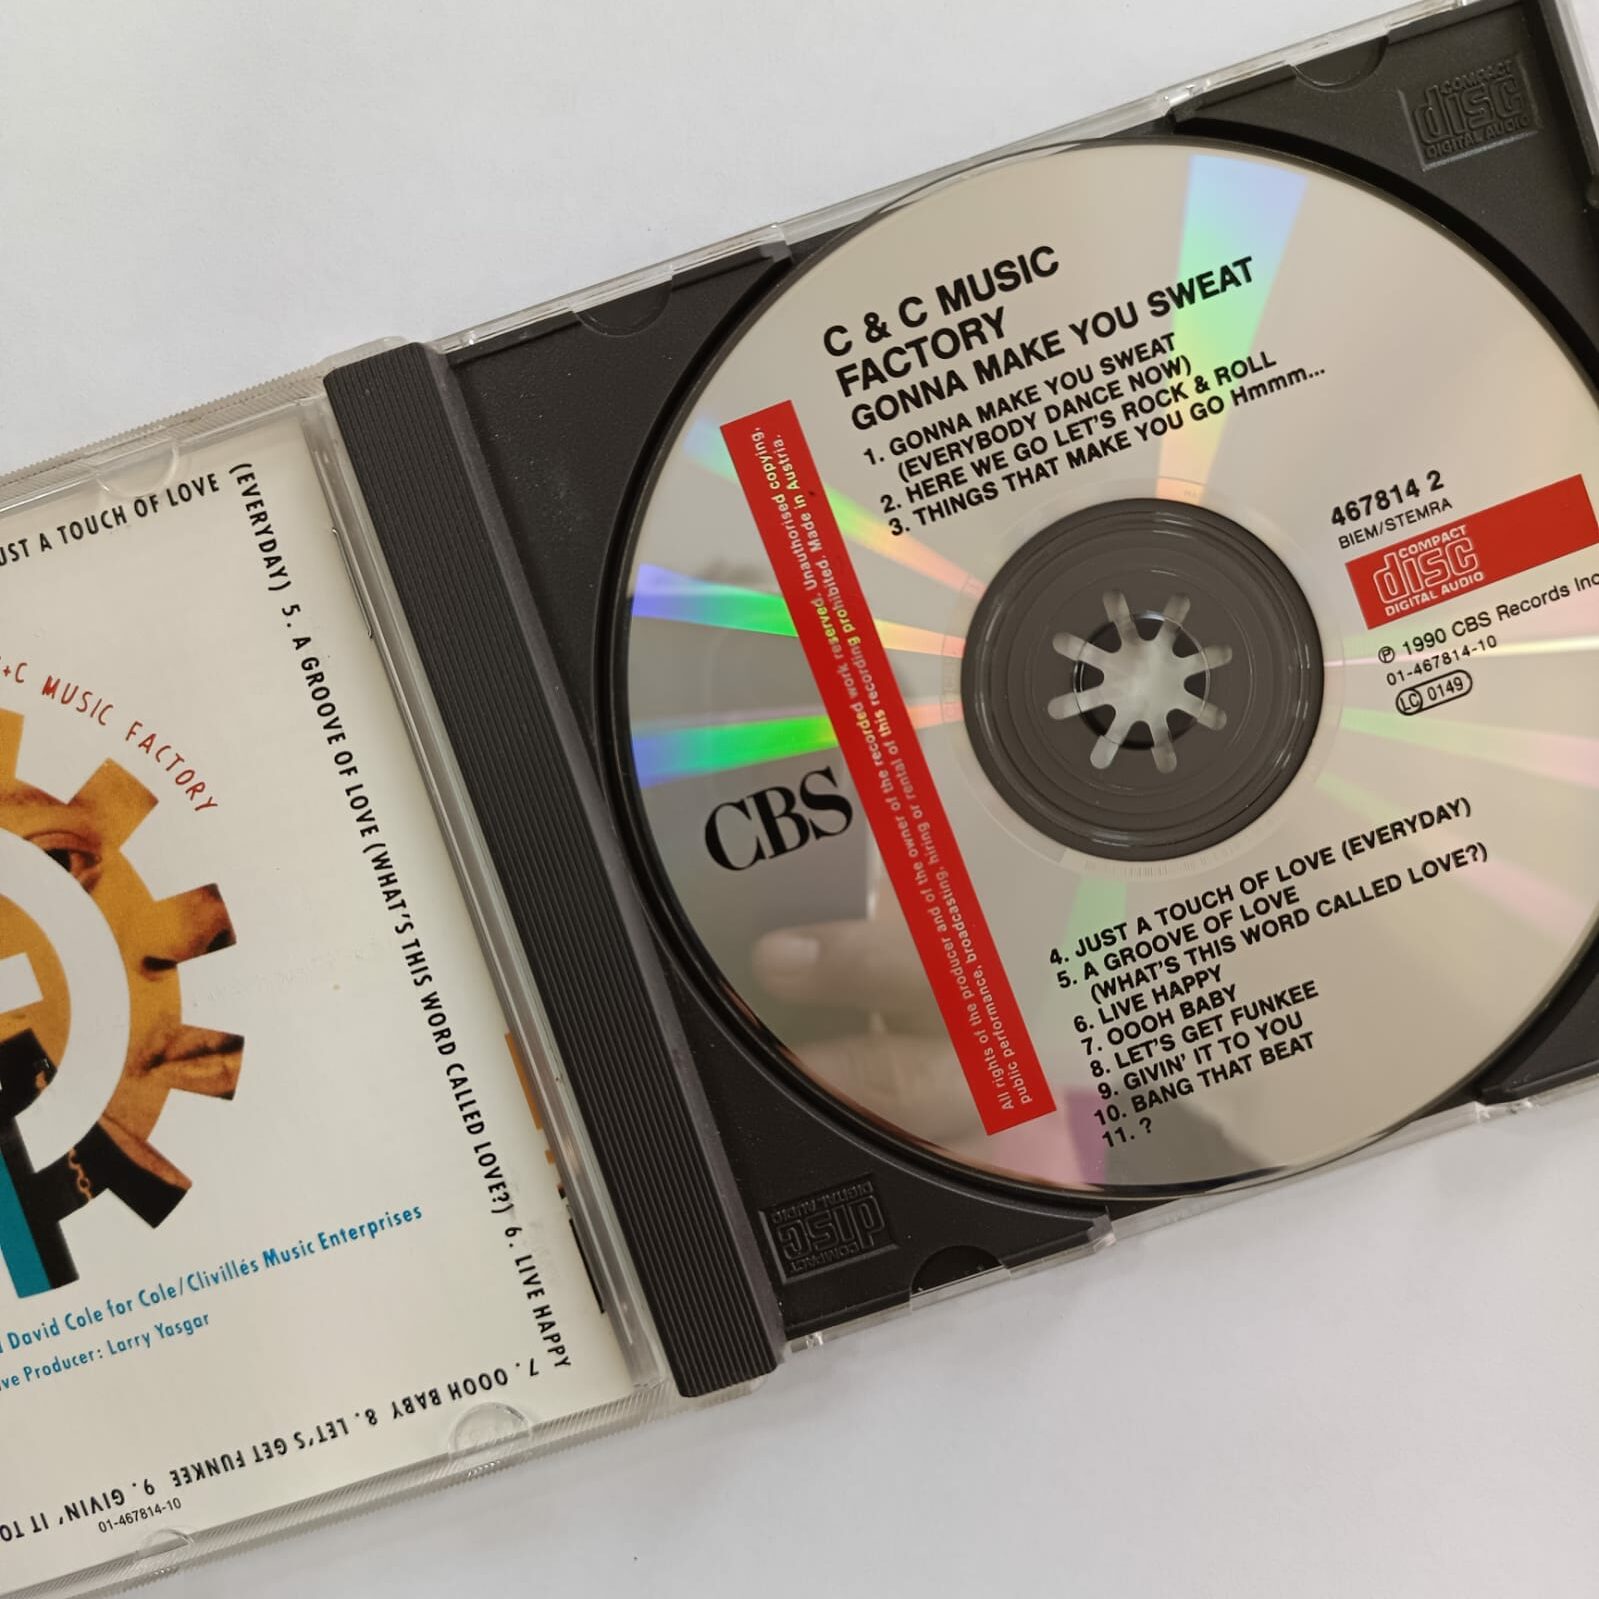 JUST A TOUCH OF LOVE
(EVERYDAY) 5. A GROOVE OF LOVE (WHAT'S THIS WORD CALLED LOVE?) 6. LIVE HAPPY
7. OOOH BABY 8. LET'S GET FUNKEE 9. GIVIN' IT TO
+C MUSIC FACTORY
David Cole for Cole/Clivillés Music Enterprises
Producer: Larry Yasgar
01-467814-10
C & C MUSIC
FACTORY
GONNA MAKE YOU SWEAT
1. GONNA MAKE YOU SWEAT
(EVERYBODY DANCE NOW)
2. HERE WE GO LET'S ROCK & ROLL
3. THINGS THAT MAKE YOU GO Hmmm...
All rights of the producer and of the owner of the recorded work reserved. Unauthorised copying,
public performance, broadcasting, hiring or rental of this recording prohibited. Made in Austria.
CBS
467814 2
BIEM/STEMRA
COMPACT
disc
DIGITAL AUDIO
℗ 1990 CBS Records Inc
01-467814-10
LC 0149
4. JUST A TOUCH OF LOVE (EVERYDAY)
5. A GROOVE OF LOVE
(WHAT'S THIS WORD CALLED LOVE?)
6. LIVE HAPPY
7. OOOH BABY
8. LET'S GET FUNKEE
9. GIVIN' IT TO YOU
10. BANG THAT BEAT
11. ?
COMPACT
disc
DIGITAL AUDIO
COMPACT
disc
DIGITAL AUDIO